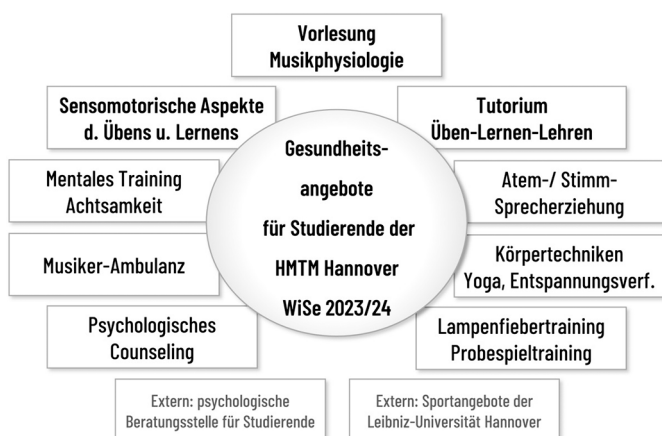 Vorlesung
Musikphysiologie
Sensomotorische Aspekte
d. Übens u. Lernens
Tutorium
Üben-Lernen-Lehren
Gesundheits-
angebote
für Studierende der
HMTM Hannover
WiSe 2023/24
Mentales Training
Achtsamkeit
Atem-/ Stimm-
Sprecherziehung
Musiker-Ambulanz
Körpertechniken
Yoga, Entspannungsverf.
Psychologisches
Counseling
Lampenfiebertraining
Probespieltraining
Extern: psychologische
Beratungsstelle für Studierende
Extern: Sportangebote der
Leibniz-Universität Hannover